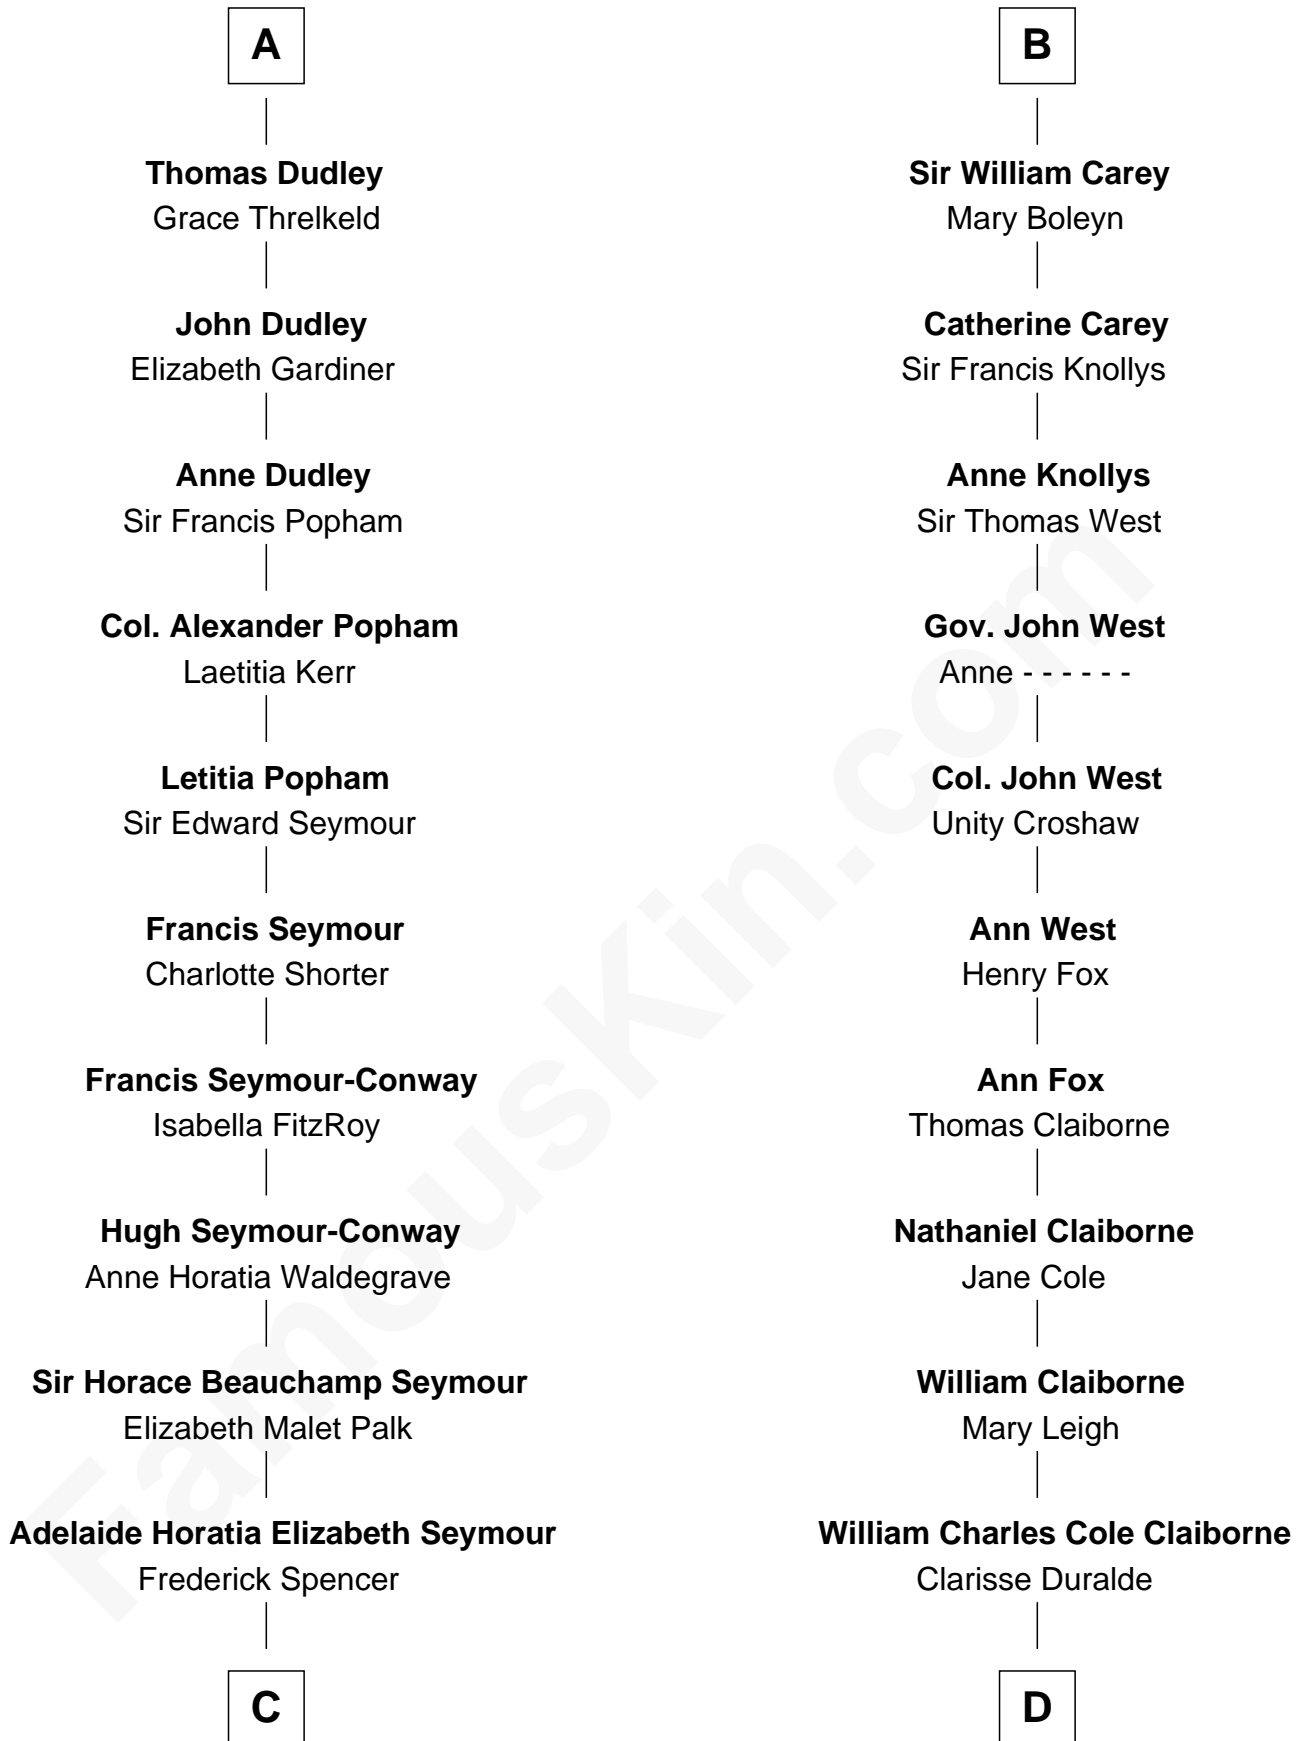 A
Thomas Dudley
Grace Threlkeld
John Dudley
Elizabeth Gardiner
Anne Dudley
Sir Francis Popham
Col. Alexander Popham
Laetitia Kerr
Letitia Popham
Sir Edward Seymour
Francis Seymour
Charlotte Shorter
Francis Seymour-Conway
Isabella FitzRoy
Hugh Seymour-Conway
Anne Horatia Waldegrave
Sir Horace Beauchamp Seymour
Elizabeth Malet Palk
Adelaide Horatia Elizabeth Seymour
Frederick Spencer
C
B
Sir William Carey
Mary Boleyn
Catherine Carey
Sir Francis Knollys
Anne Knollys
Sir Thomas West
Gov. John West
Anne - - - - - -
Col. John West
Unity Croshaw
Ann West
Henry Fox
Ann Fox
Thomas Claiborne
Nathaniel Claiborne
Jane Cole
William Claiborne
Mary Leigh
William Charles Cole Claiborne
Clarisse Duralde
D
FamousKin.com